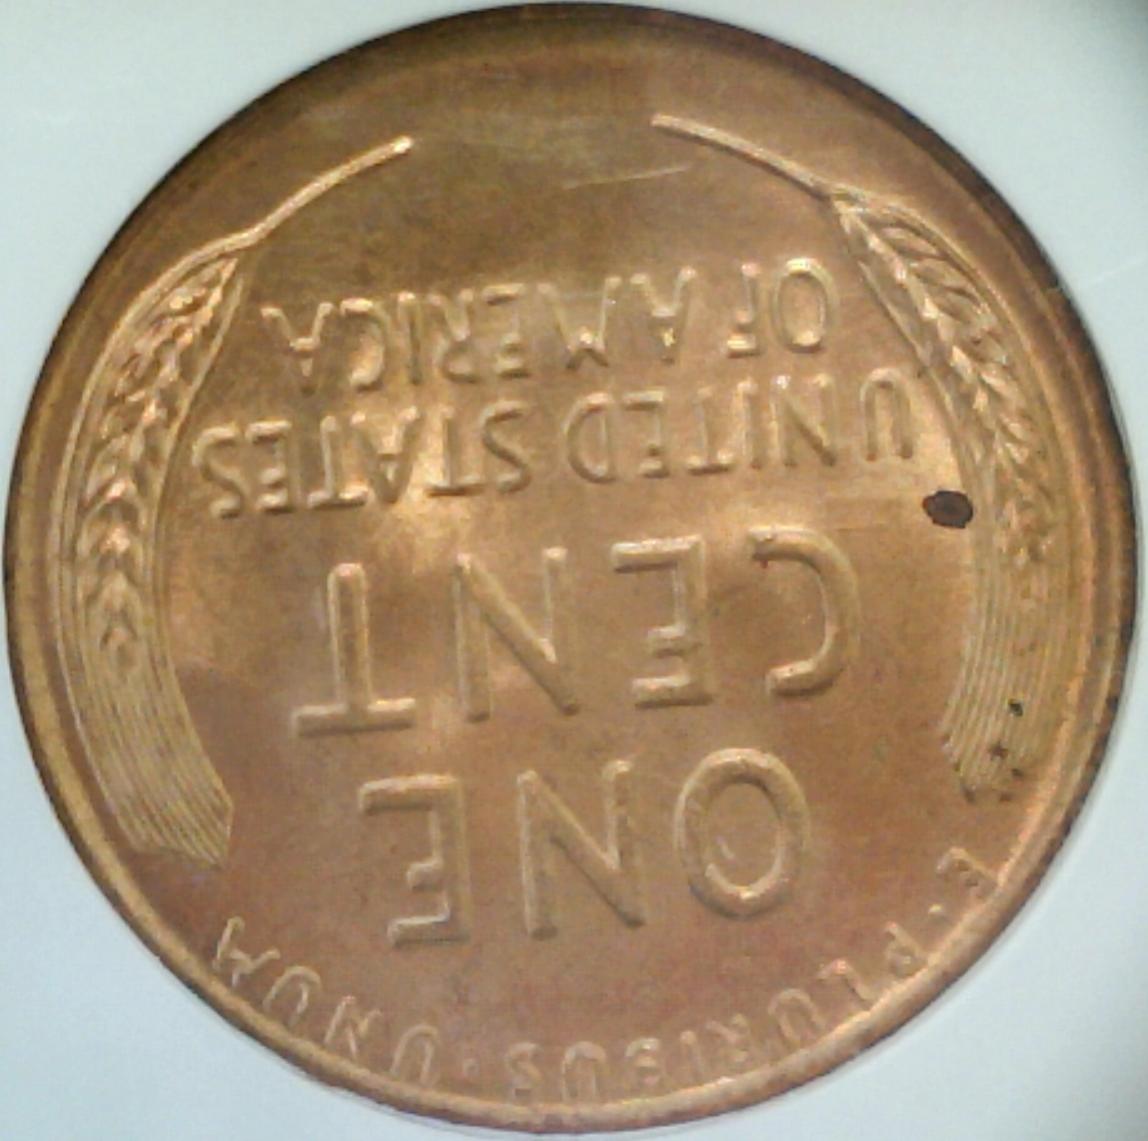 E · PLURIBUS · UNUM
ONE
CENT
UNITED STATES
OF AMERICA